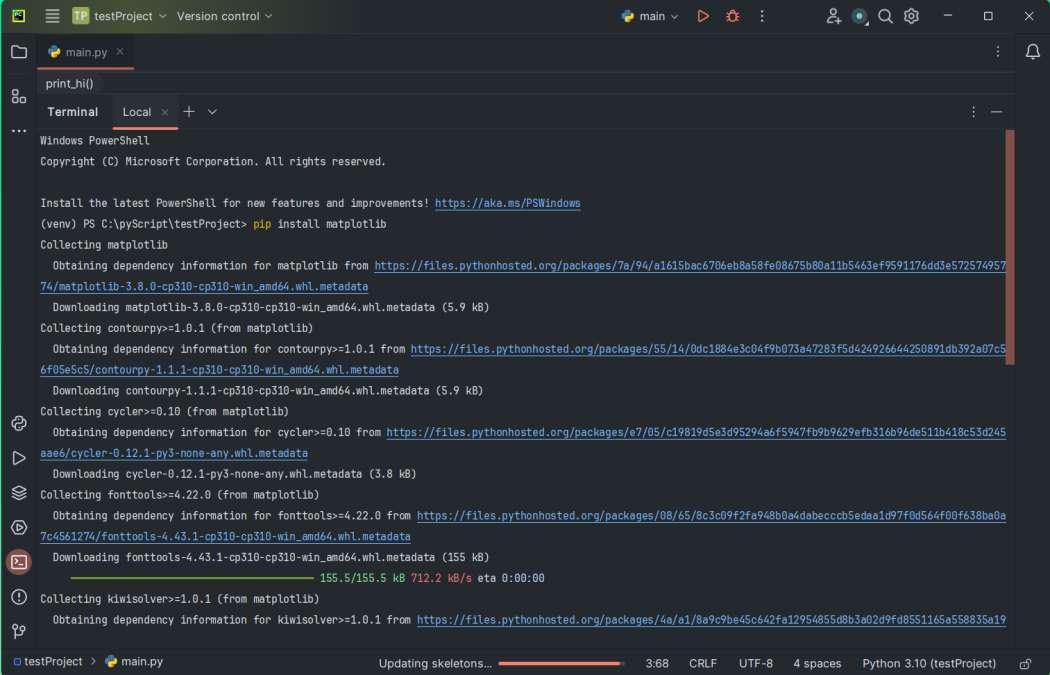 PC
TP testProject
Version control
main
main.py
print_hi()
Terminal
Local
Windows PowerShell
Copyright (C) Microsoft Corporation. All rights reserved.
Install the latest PowerShell for new features and improvements! https://aka.ms/PSWindows
(venv) PS C:\pyScript\testProject> pip install matplotlib
Collecting matplotlib
Obtaining dependency information for matplotlib from https://files.pythonhosted.org/packages/7a/94/a1615bac6706eb8a58fe08675b80a11b5463ef9591176dd3e572574957
74/matplotlib-3.8.0-cp310-cp310-win_amd64.whl.metadata
Downloading matplotlib-3.8.0-cp310-cp310-win_amd64.whl.metadata (5.9 kB)
Collecting contourpy>=1.0.1 (from matplotlib)
Obtaining dependency information for contourpy>=1.0.1 from https://files.pythonhosted.org/packages/55/14/0dc1884e3c04f9b073a47283f5d424926644250891db392a07c5
6f05e5c5/contourpy-1.1.1-cp310-cp310-win_amd64.whl.metadata
Downloading contourpy-1.1.1-cp310-cp310-win_amd64.whl.metadata (5.9 kB)
Collecting cycler>=0.10 (from matplotlib)
Obtaining dependency information for cycler>=0.10 from https://files.pythonhosted.org/packages/e7/05/c19819d5e3d95294a6f5947fb9b9629efb316b96de511b418c53d245
aae6/cycler-0.12.1-py3-none-any.whl.metadata
Downloading cycler-0.12.1-py3-none-any.whl.metadata (3.8 kB)
Collecting fonttools>=4.22.0 (from matplotlib)
Obtaining dependency information for fonttools>=4.22.0 from https://files.pythonhosted.org/packages/08/65/8c3c09f2fa948b0a4dabecccb5edaa1d97f0d564f00f638ba0a
7c4561274/fonttools-4.43.1-cp310-cp310-win_amd64.whl.metadata
Downloading fonttools-4.43.1-cp310-cp310-win_amd64.whl.metadata (155 kB)
155.5/155.5 kB 712.2 kB/s eta 0:00:00
Collecting kiwisolver>=1.0.1 (from matplotlib)
Obtaining dependency information for kiwisolver>=1.0.1 from https://files.pythonhosted.org/packages/4a/a1/8a9c9be45c642fa12954855d8b3a02d9fd8551165a558835a19
testProject > main.py
Updating skeletons...
3:68
CRLF
UTF-8
4 spaces
Python 3.10 (testProject)